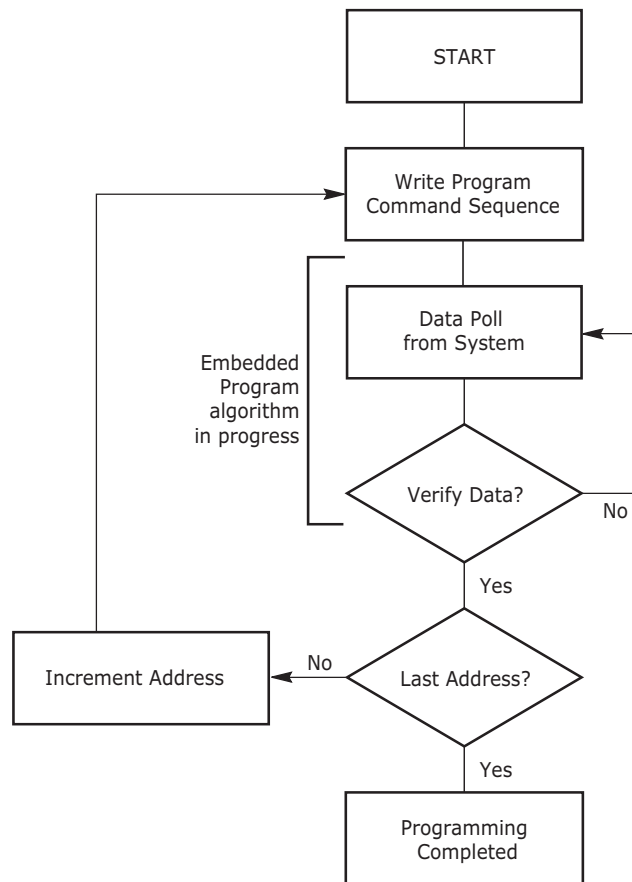 START
Write Program
Command Sequence
Data Poll
from System
Embedded
Program
algorithm
in progress
Verify Data?
No
Yes
No
Increment Address
Last Address?
Yes
Programming
Completed